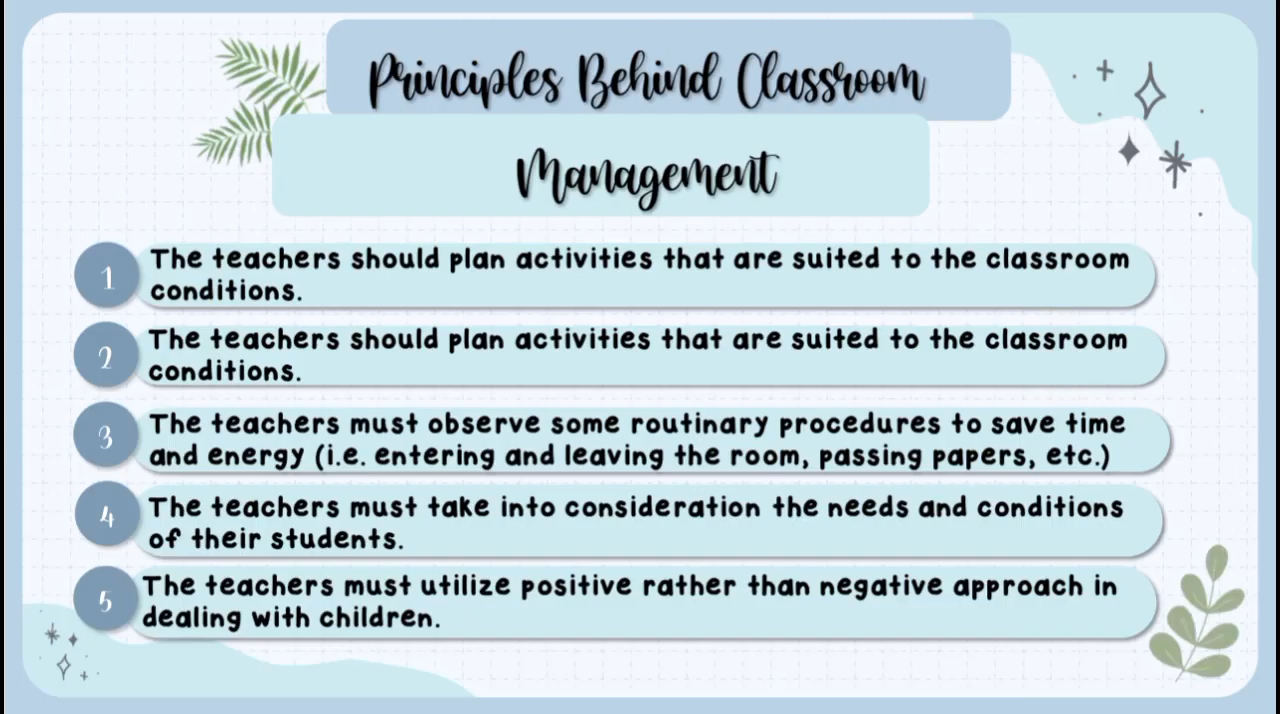 Principles Behind Classroom
Management
1
The teachers should plan activities that are suited to the classroom
conditions.
2
The teachers should plan activities that are suited to the classroom
conditions.
3
The teachers must observe some routinary procedures to save time
and energy (i.e. entering and leaving the room, passing papers, etc.)
4
The teachers must take into consideration the needs and conditions
of their students.
5
The teachers must utilize positive rather than negative approach in
dealing with children.